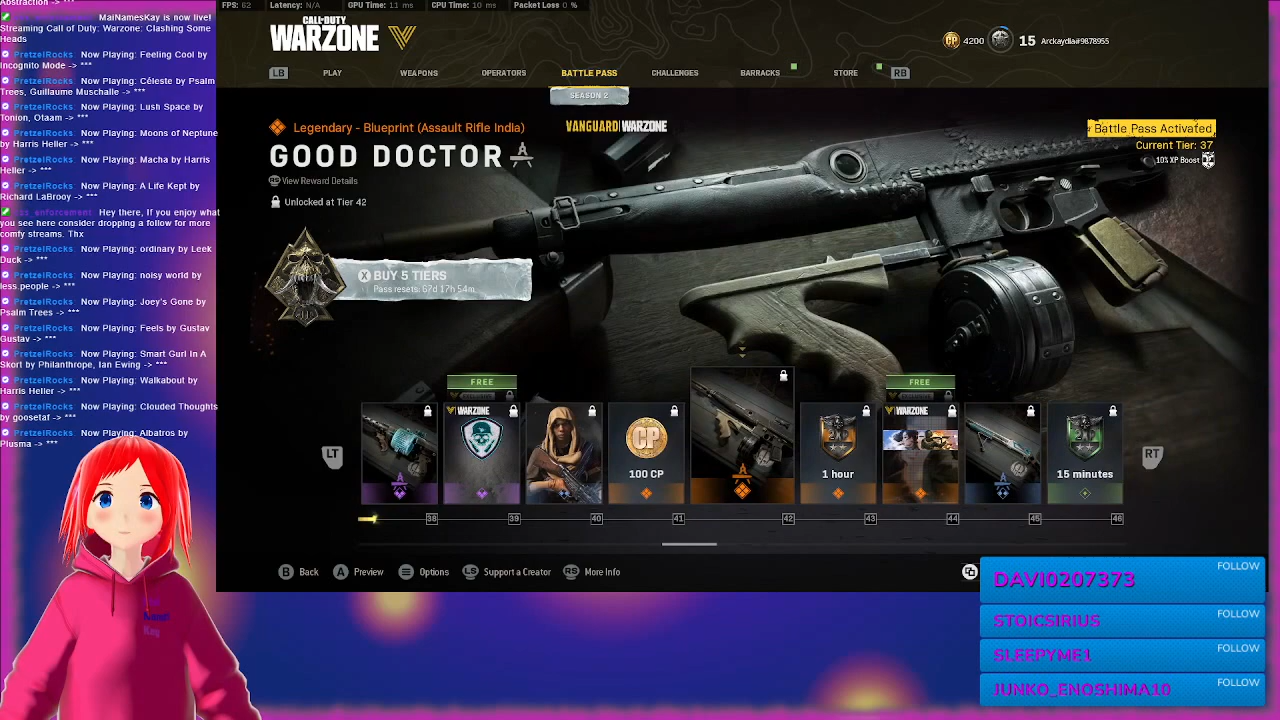 Abstraction -> ***
MaiNamesKay is now live!
Streaming Call of Duty: Warzone: Clashing Some
Heads
PretzelRocks Now Playing: Feeling Cool by
Incognito Mode -> ***
PretzelRocks Now Playing: Céleste by Psalm
Trees, Guillaume Muschalle -> ***
PretzelRocks Now Playing: Lush Space by
Tonion, Otaam -> ***
PretzelRocks Now Playing: Moons of Neptune
by Harris Heller -> ***
PretzelRocks Now Playing: Macha by Harris
Heller -> ***
PretzelRocks Now Playing: A Life Kept by
Richard LaBrooy -> ***
Hey there, If you enjoy what
you see here consider dropping a follow for more
comfy streams. Thx
PretzelRocks Now Playing: ordinary by Leek
Duck -> ***
PretzelRocks Now Playing: noisy world by
less.people -> ***
PretzelRocks Now Playing: Joey's Gone by
Psalm Trees -> ***
PretzelRocks Now Playing: Feels by Gustav
Gustav -> ***
PretzelRocks Now Playing: Smart Gurl In A
Skort by Philanthrope, Ian Ewing -> ***
PretzelRocks Now Playing: Walkabout by
Harris Heller -> ***
PretzelRocks Now Playing: Clouded Thoughts
by goosetaf -> ***
PretzelRocks Now Playing: Albatros by
Plusma -> ***
FPS: 62 Latency: N/A GPU Time: 11 ms CPU Time: 10 ms Packet Loss 0 %
CALL OF DUTY
WARZONE
CP 4200 15 Arckaydia#9878955
LB PLAY WEAPONS OPERATORS BATTLE PASS CHALLENGES BARRACKS STORE RB
SEASON 2
Legendary - Blueprint (Assault Rifle India)
VANGUARD WARZONE
GOOD DOCTOR
RS View Reward Details
Unlocked at Tier 42
Battle Pass Activated
Current Tier: 37
10% XP Boost
X BUY 5 TIERS
Pass resets: 67d 17h 54m
FREE FREE
WARZONE CP WARZONE
LT RT
100 CP 1 hour 15 minutes
38 39 40 41 42 43 44 45 46
B Back A Preview Options LS Support a Creator RS More Info
DAVI0207373 FOLLOW
STOICSIRIUS FOLLOW
SLEEPYME1 FOLLOW
JUNKO_ENOSHIMA10 FOLLOW